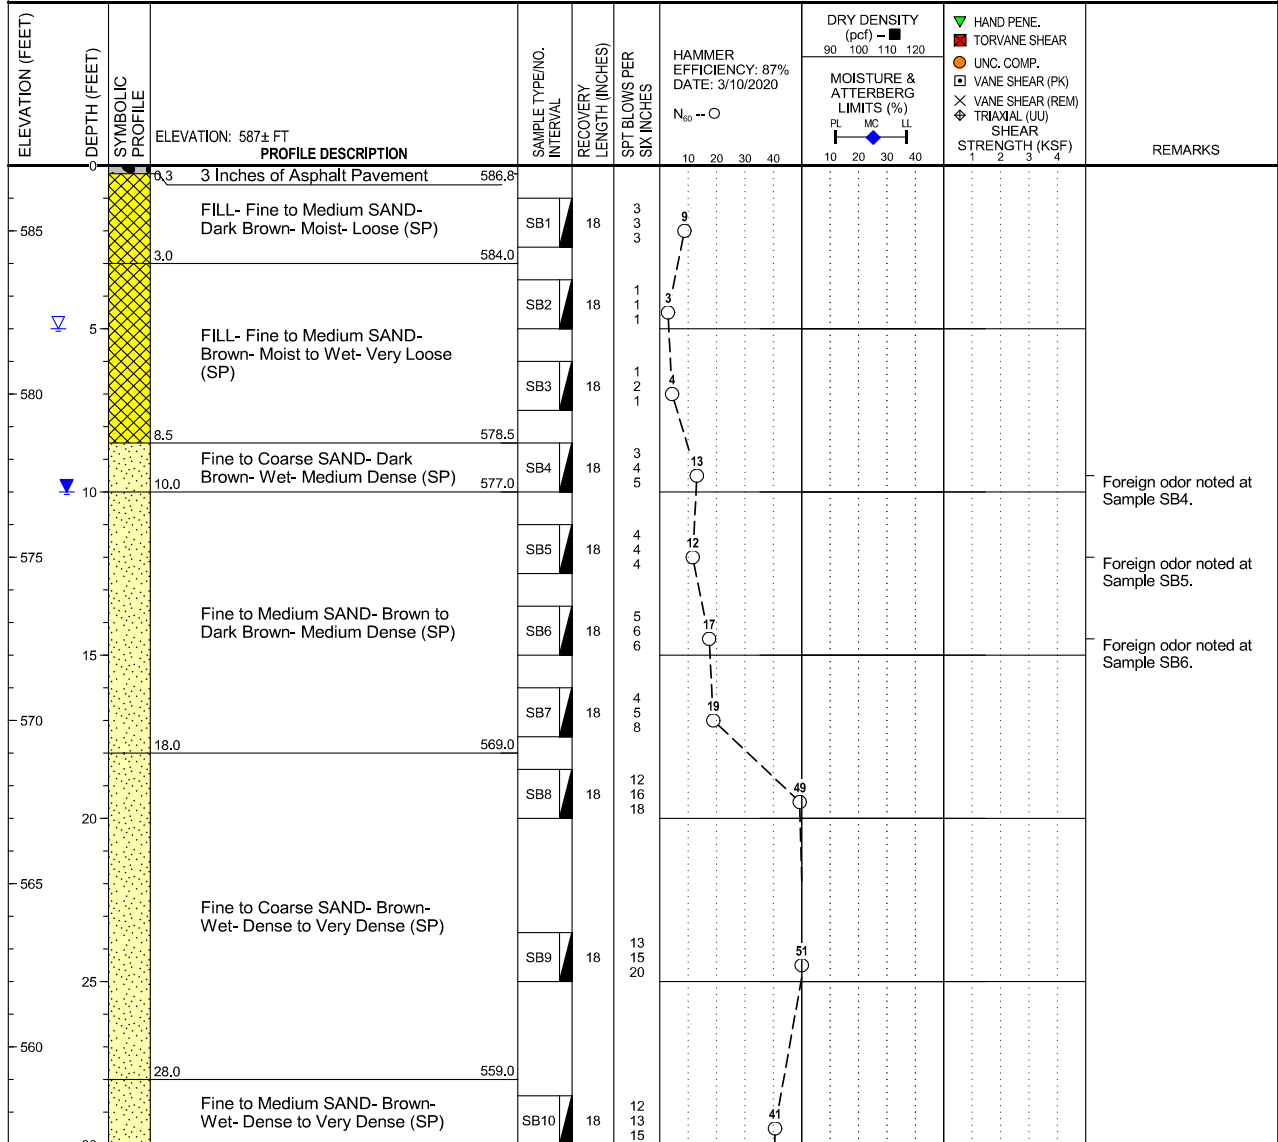 ELEVATION (FEET)
DEPTH (FEET)
SYMBOLIC
PROFILE
ELEVATION: 587± FT
PROFILE DESCRIPTION
SAMPLE TYPE/NO.
INTERVAL
RECOVERY
LENGTH (INCHES)
SPT BLOWS PER
SIX INCHES
HAMMER
EFFICIENCY: 87%
DATE: 3/10/2020
N60 -- O
10 20 30 40
DRY DENSITY
(pcf) - ■
90 100 110 120
MOISTURE &
ATTERBERG
LIMITS (%)
PL MC LL
10 20 30 40
HAND PENE.
TORVANE SHEAR
UNC. COMP.
VANE SHEAR (PK)
VANE SHEAR (REM)
TRIAXIAL (UU)
SHEAR
STRENGTH (KSF)
1 2 3 4
REMARKS
0
0.3 3 Inches of Asphalt Pavement 586.8
FILL- Fine to Medium SAND-
Dark Brown- Moist- Loose (SP)
585
SB1 18 3 3 3 9
3.0 584.0
SB2 18 1 1 1 3
5
FILL- Fine to Medium SAND-
Brown- Moist to Wet- Very Loose
(SP)
580
SB3 18 1 2 1 4
8.5 578.5
Fine to Coarse SAND- Dark
Brown- Wet- Medium Dense (SP)
SB4 18 3 4 5 13
10.0 577.0
10
Foreign odor noted at
Sample SB4.
575
SB5 18 4 4 4 12
Foreign odor noted at
Sample SB5.
Fine to Medium SAND- Brown to
Dark Brown- Medium Dense (SP)
SB6 18 5 6 6 17
15
Foreign odor noted at
Sample SB6.
570
SB7 18 4 5 8 19
18.0 569.0
SB8 18 12 16 18 49
20
565
Fine to Coarse SAND- Brown-
Wet- Dense to Very Dense (SP)
SB9 18 13 15 20 51
25
560
28.0 559.0
Fine to Medium SAND- Brown-
Wet- Dense to Very Dense (SP)
SB10 18 12 13 15 41